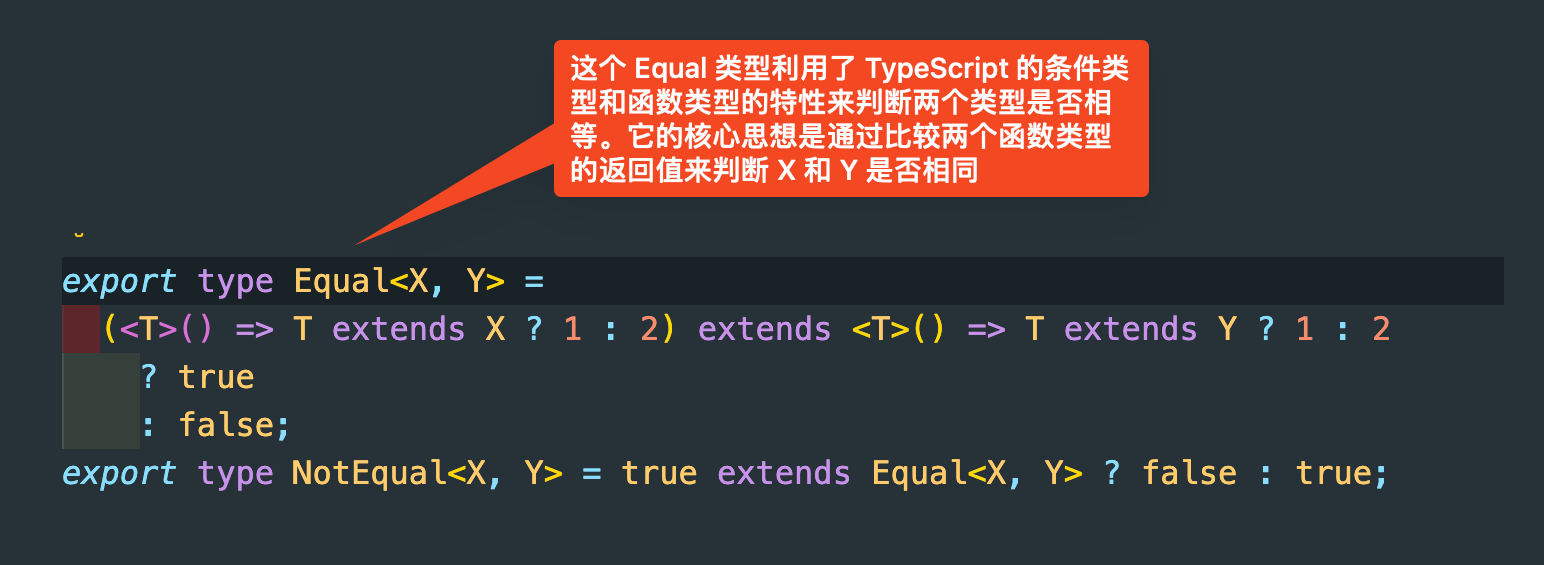 这个 Equal 类型利用了 TypeScript 的条件类
型和函数类型的特性来判断两个类型是否相
等。它的核心思想是通过比较两个函数类型
的返回值来判断 X 和 Y 是否相同
export type Equal<X, Y> =
(<T>() => T extends X ? 1 : 2) extends <T>() => T extends Y ? 1 : 2
? true
: false;
export type NotEqual<X, Y> = true extends Equal<X, Y> ? false : true;